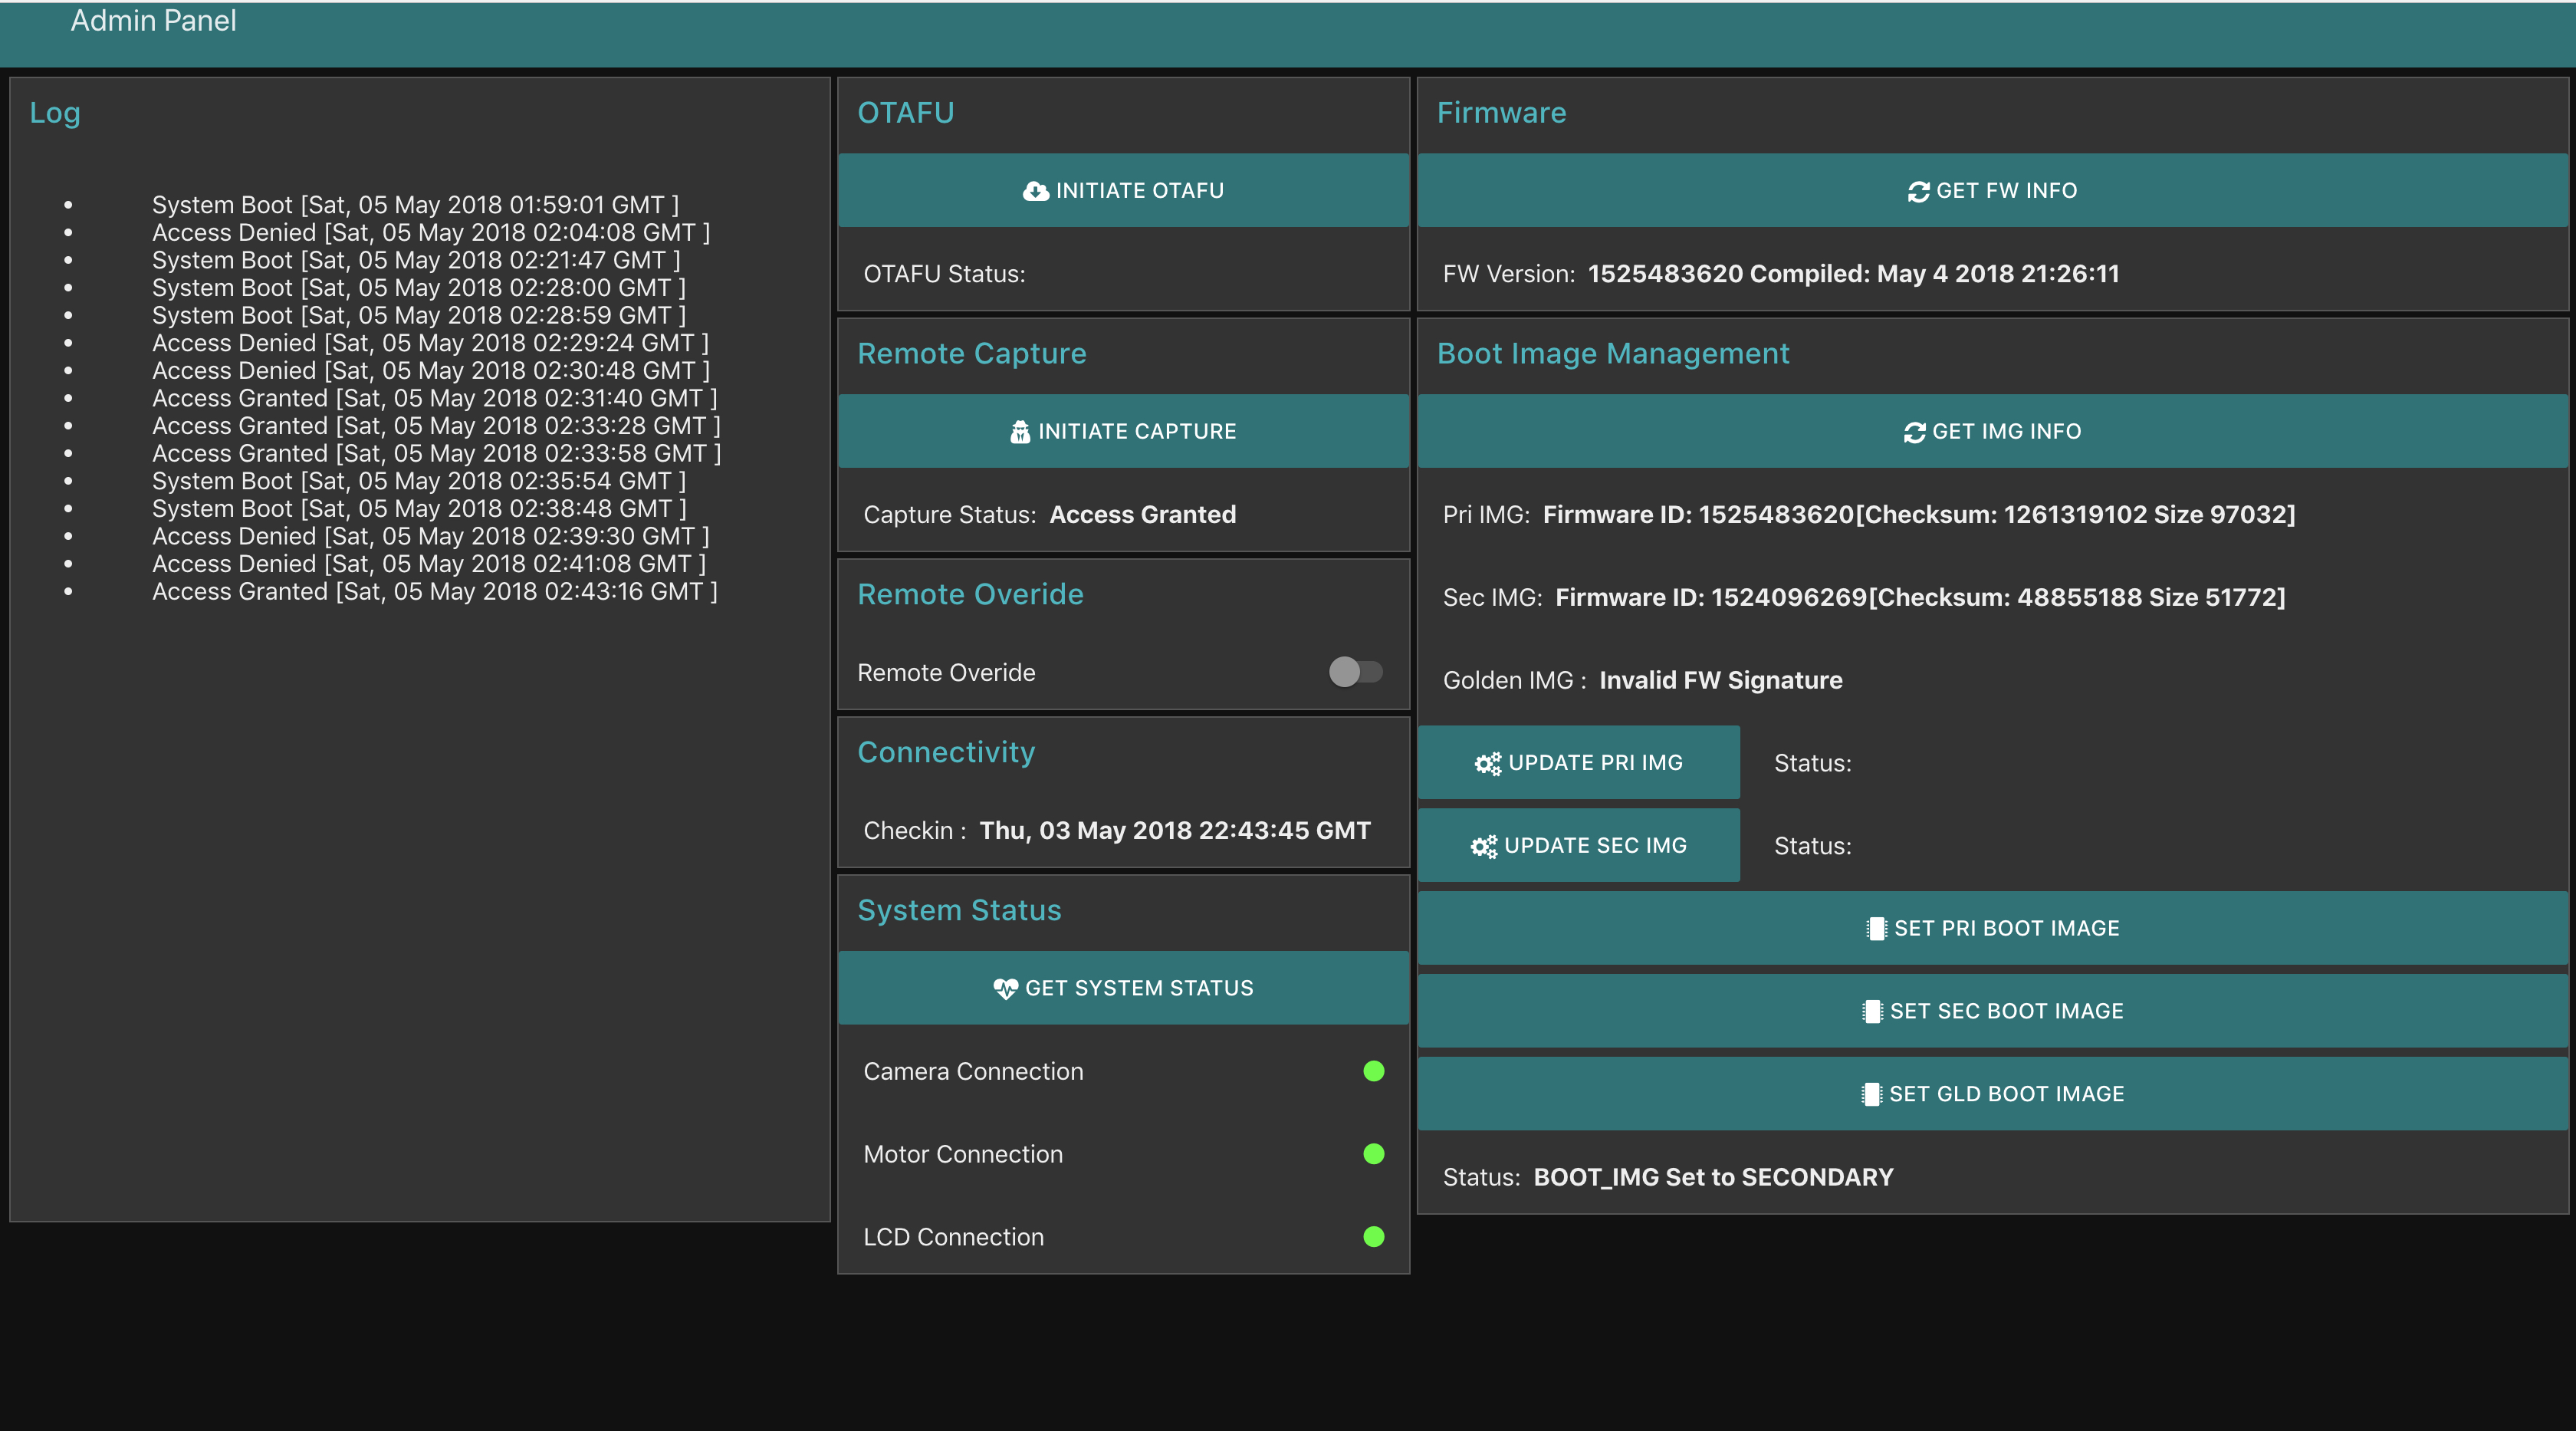 Admin Panel
Log
• System Boot [Sat, 05 May 2018 01:59:01 GMT ]
• Access Denied [Sat, 05 May 2018 02:04:08 GMT ]
• System Boot [Sat, 05 May 2018 02:21:47 GMT ]
• System Boot [Sat, 05 May 2018 02:28:00 GMT ]
• System Boot [Sat, 05 May 2018 02:28:59 GMT ]
• Access Denied [Sat, 05 May 2018 02:29:24 GMT ]
• Access Denied [Sat, 05 May 2018 02:30:48 GMT ]
• Access Granted [Sat, 05 May 2018 02:31:40 GMT ]
• Access Granted [Sat, 05 May 2018 02:33:28 GMT ]
• Access Granted [Sat, 05 May 2018 02:33:58 GMT ]
• System Boot [Sat, 05 May 2018 02:35:54 GMT ]
• System Boot [Sat, 05 May 2018 02:38:48 GMT ]
• Access Denied [Sat, 05 May 2018 02:39:30 GMT ]
• Access Denied [Sat, 05 May 2018 02:41:08 GMT ]
• Access Granted [Sat, 05 May 2018 02:43:16 GMT ]
OTAFU
INITIATE OTAFU
OTAFU Status:
Remote Capture
INITIATE CAPTURE
Capture Status: Access Granted
Remote Overide
Remote Overide
Connectivity
Checkin : Thu, 03 May 2018 22:43:45 GMT
System Status
GET SYSTEM STATUS
Camera Connection
Motor Connection
LCD Connection
Firmware
GET FW INFO
FW Version: 1525483620 Compiled: May 4 2018 21:26:11
Boot Image Management
GET IMG INFO
Pri IMG: Firmware ID: 1525483620[Checksum: 1261319102 Size 97032]
Sec IMG: Firmware ID: 1524096269[Checksum: 48855188 Size 51772]
Golden IMG : Invalid FW Signature
UPDATE PRI IMG Status:
UPDATE SEC IMG Status:
SET PRI BOOT IMAGE
SET SEC BOOT IMAGE
SET GLD BOOT IMAGE
Status: BOOT_IMG Set to SECONDARY